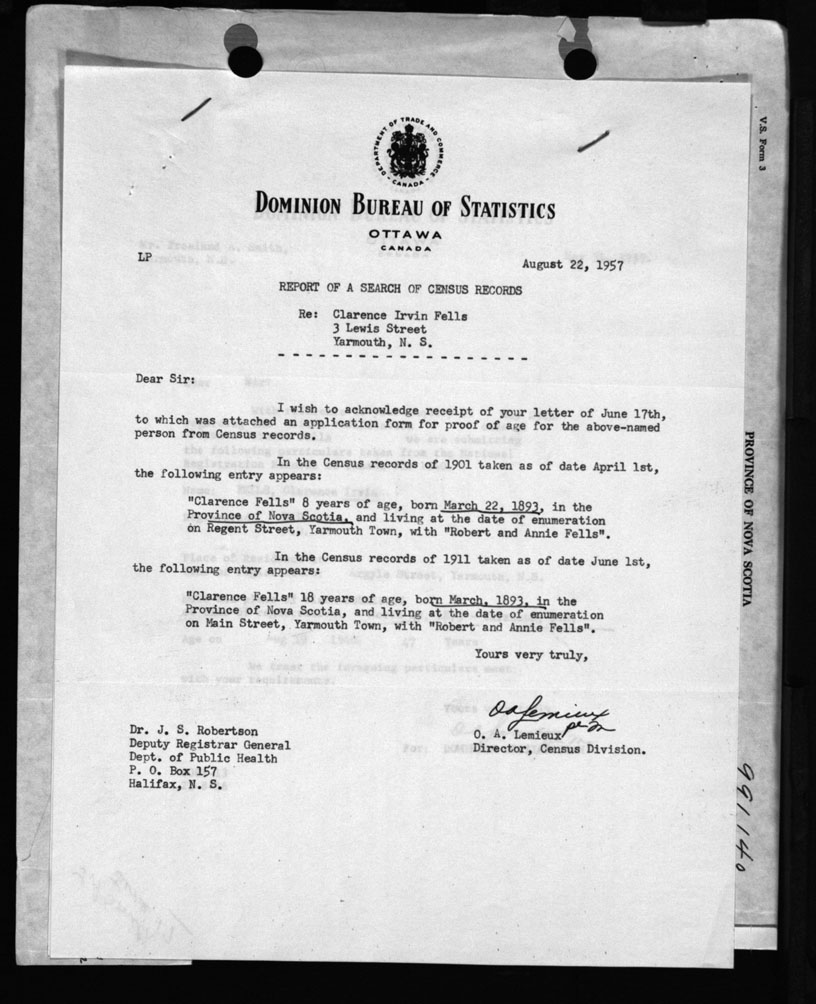 DEPARTMENT OF TRADE AND COMMERCE
- CANADA -
DOMINION BUREAU OF STATISTICS
OTTAWA
CANADA
LP
August 22, 1957
REPORT OF A SEARCH OF CENSUS RECORDS
Re: Clarence Irvin Fells
3 Lewis Street
Yarmouth, N. S.
Dear Sir:
I wish to acknowledge receipt of your letter of June 17th,
to which was attached an application form for proof of age for the above-named
person from Census records.
In the Census records of 1901 taken as of date April 1st,
the following entry appears:
"Clarence Fells" 8 years of age, born March 22, 1893, in the
Province of Nova Scotia, and living at the date of enumeration
on Regent Street, Yarmouth Town, with "Robert and Annie Fells".
In the Census records of 1911 taken as of date June 1st,
the following entry appears:
"Clarence Fells" 18 years of age, born March, 1893, in the
Province of Nova Scotia, and living at the date of enumeration
on Main Street, Yarmouth Town, with "Robert and Annie Fells".
Yours very truly,
OALemieux
per
O. A. Lemieux
Director, Census Division.
Dr. J. S. Robertson
Deputy Registrar General
Dept. of Public Health
P. O. Box 157
Halifax, N. S.
V.S. Form 3
PROVINCE OF NOVA SCOTIA
991140